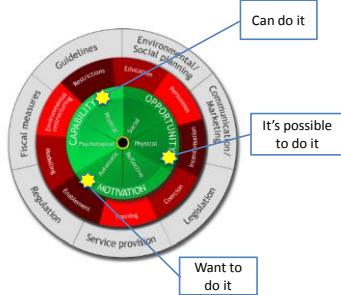 Can do it
It's possible
to do it
Want to
do it
Guidelines
Environmental/
Social planning
Communication/
Marketing
Legislation
Service provision
Regulation
Fiscal measures
Restrictions
Education
Persuasion
Incentivisation
Coercion
Training
Enablement
Modelling
Environmental
restructuring
CAPABILITY
OPPORTUNITY
MOTIVATION
Physical
Social
Psychological
Physical
Automatic
Reflective